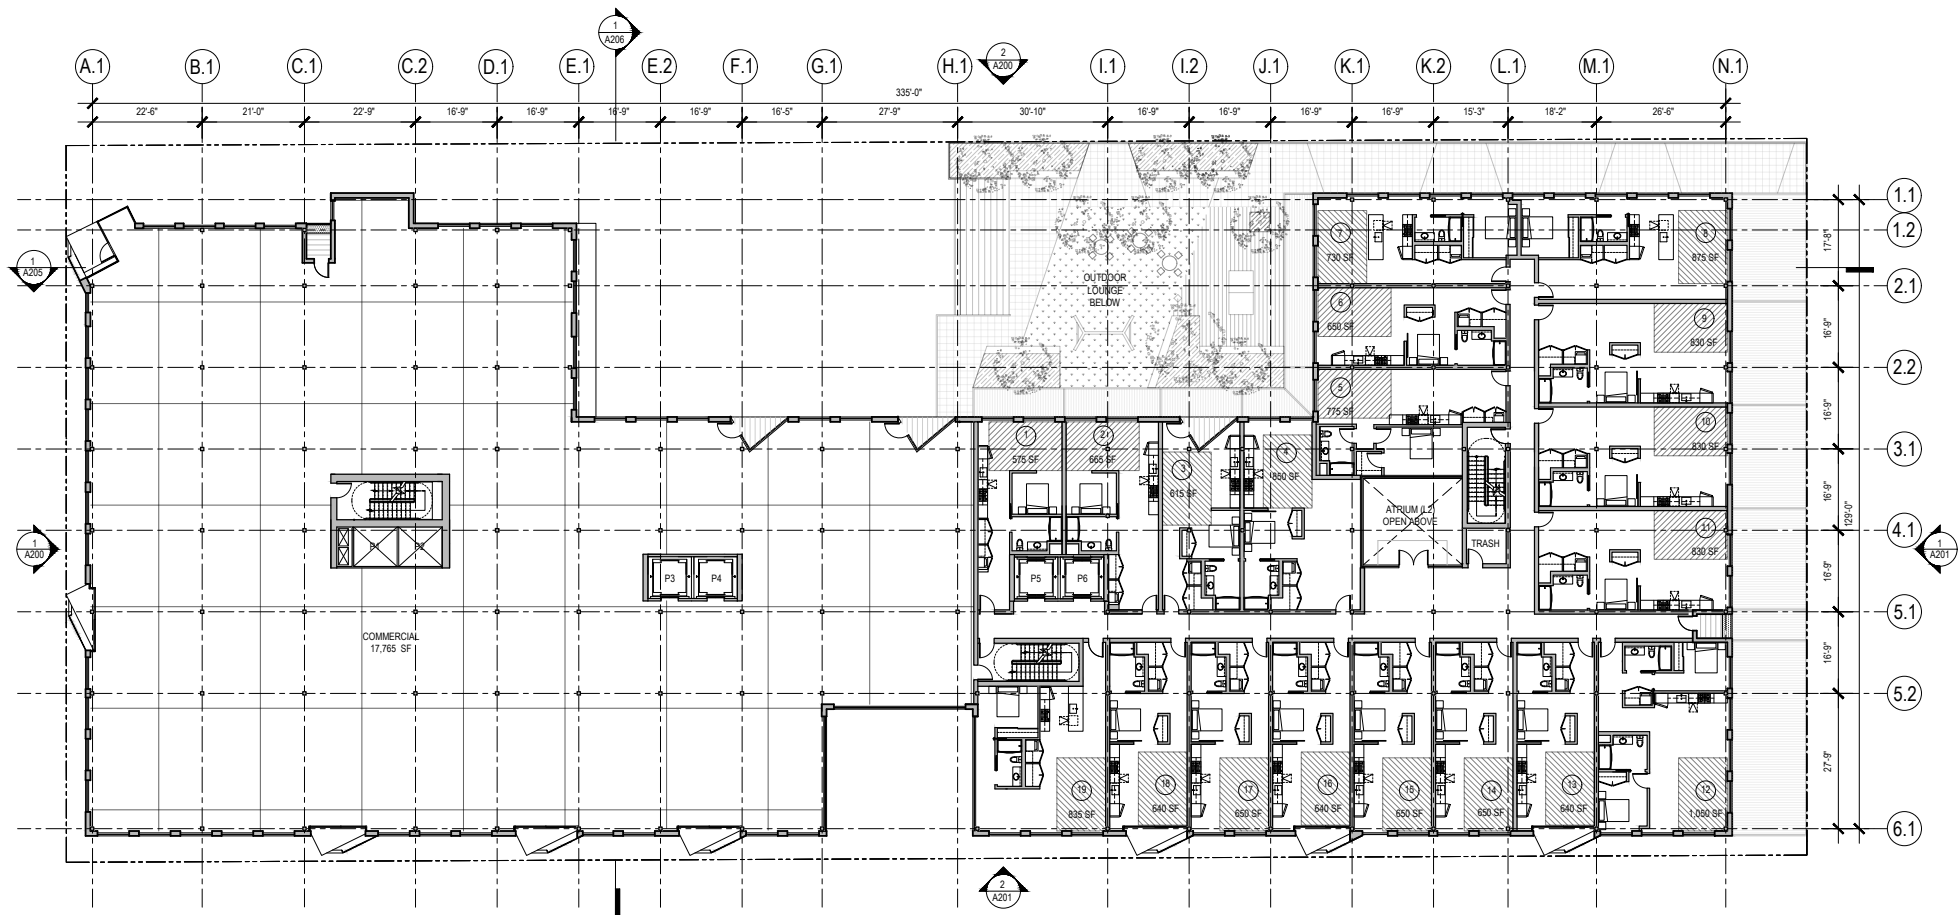 1
A206
2
A200
A.1 B.1 C.1 C.2 D.1 E.1 E.2 F.1 G.1 H.1 I.1 I.2 J.1 K.1 K.2 L.1 M.1 N.1
335'-0"
22'-6" 21'-0" 22'-9" 16'-9" 16'-9" 16'-9" 16'-9" 16'-5" 27'-9" 30'-10" 16'-9" 16'-9" 16'-9" 16'-9" 15'-3" 18'-2" 26'-6"
1.1
1.2
17'-8"
2.1
16'-9"
2.2
16'-9"
3.1
16'-9"
129'-0"
4.1
16'-9"
5.1
16'-9"
5.2
27'-9"
6.1
1
A205
1
A200
1
A201
2
A201
OUTDOOR
LOUNGE
BELOW
7
730 SF
8
875 SF
6
650 SF
9
830 SF
5
775 SF
10
830 SF
1
575 SF
2
665 SF
3
615 SF
4
850 SF
ATRIUM (L2)
OPEN ABOVE
TRASH
11
830 SF
P1 P2
P3 P4
P5 P6
COMMERCIAL
17,765 SF
19
835 SF
18
640 SF
17
650 SF
16
640 SF
15
650 SF
14
650 SF
13
640 SF
12
1,050 SF